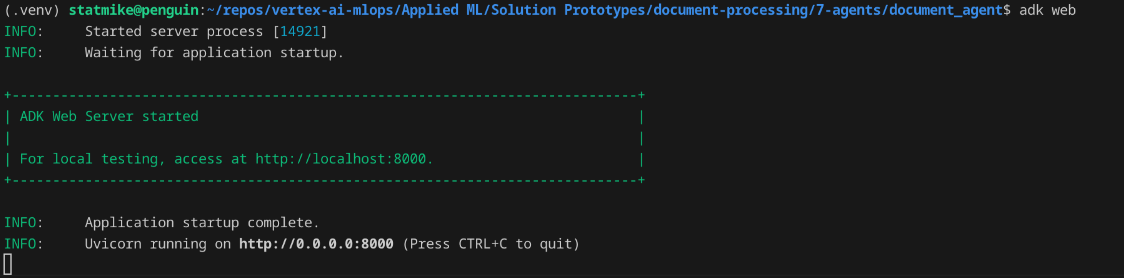 (.venv) statmike@penguin:~/repos/vertex-ai-mlops/Applied ML/Solution Prototypes/document-processing/7-agents/document_agent$ adk web
INFO:     Started server process [14921]
INFO:     Waiting for application startup.
+-----------------------------------------------------------------------------+
| ADK Web Server started                                                      |
|                                                                             |
| For local testing, access at http://localhost:8000.                         |
+-----------------------------------------------------------------------------+
INFO:     Application startup complete.
INFO:     Uvicorn running on http://0.0.0.0:8000 (Press CTRL+C to quit)